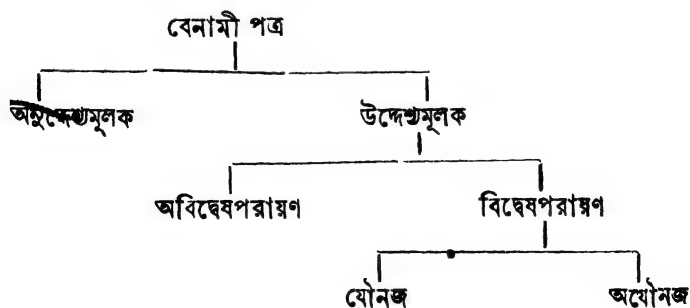 বেনামী পত্র
অনুদ্দেশ্যমূলক উদ্দেশ্যমূলক
অবিদ্বেষপরায়ণ বিদ্বেষপরায়ণ
যৌনজ অযৌনজ